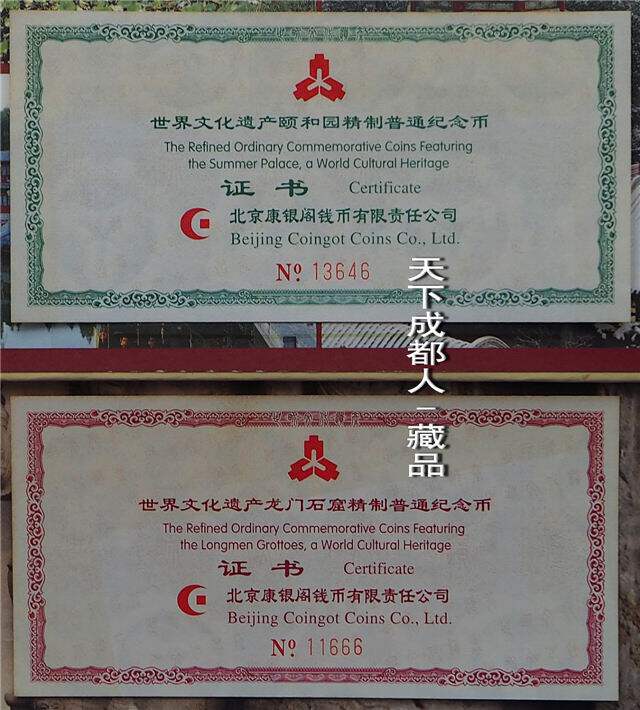 世界文化遗产颐和园精制普通纪念币
The Refined Ordinary Commemorative Coins Featuring
the Summer Palace, a World Cultural Heritage
证书 Certificate
北京康银阁钱币有限责任公司
Beijing Coingot Coins Co., Ltd.
Nº 13646
天下成都人-藏品
世界文化遗产龙门石窟精制普通纪念币
The Refined Ordinary Commemorative Coins Featuring
the Longmen Grottoes, a World Cultural Heritage
证书 Certificate
北京康银阁钱币有限责任公司
Beijing Coingot Coins Co., Ltd.
Nº 11666